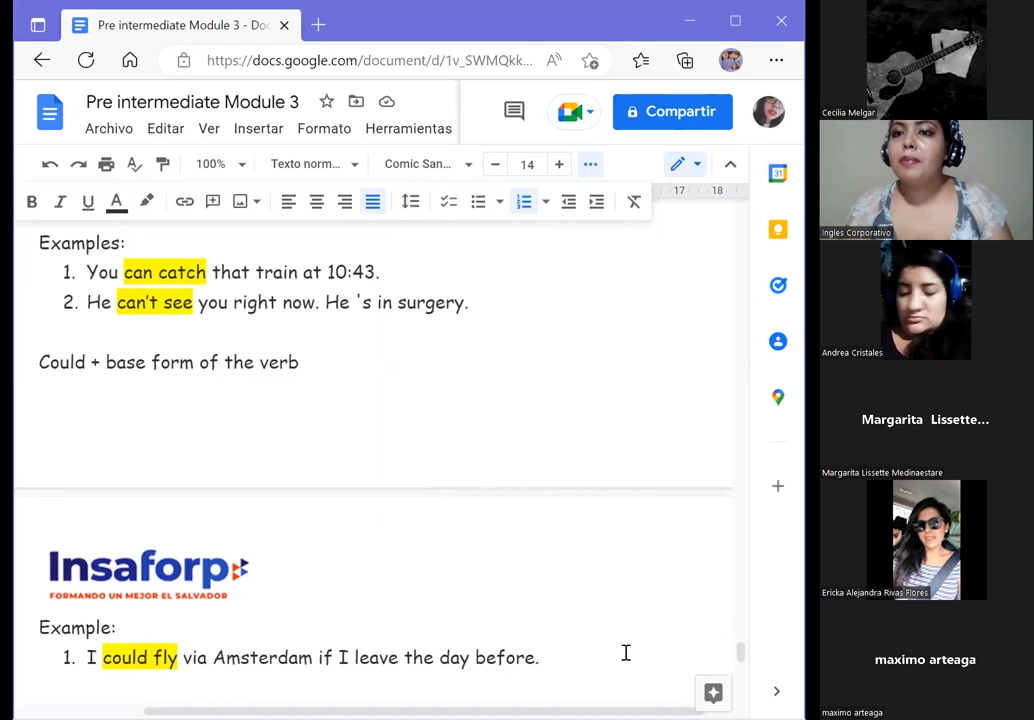 Pre intermediate Module 3 - Doc
https://docs.google.com/document/d/1v_SWMQkk...
Pre intermediate Module 3
Archivo Editar Ver Insertar Formato Herramientas
Compartir
100% Texto norm... Comic San... 14
17 18
Examples:
1. You can catch that train at 10:43.
2. He can't see you right now. He 's in surgery.
Could + base form of the verb
Insaforp
FORMANDO UN MEJOR EL SALVADOR
Example:
1. I could fly via Amsterdam if I leave the day before.
31
Cecilia Melgar
Ingles Corporativo
Andrea Cristales
Margarita Lissette...
Margarita Lissette Medinaestare
Ericka Alejandra Rivas Flores
maximo arteaga
maximo arteaga